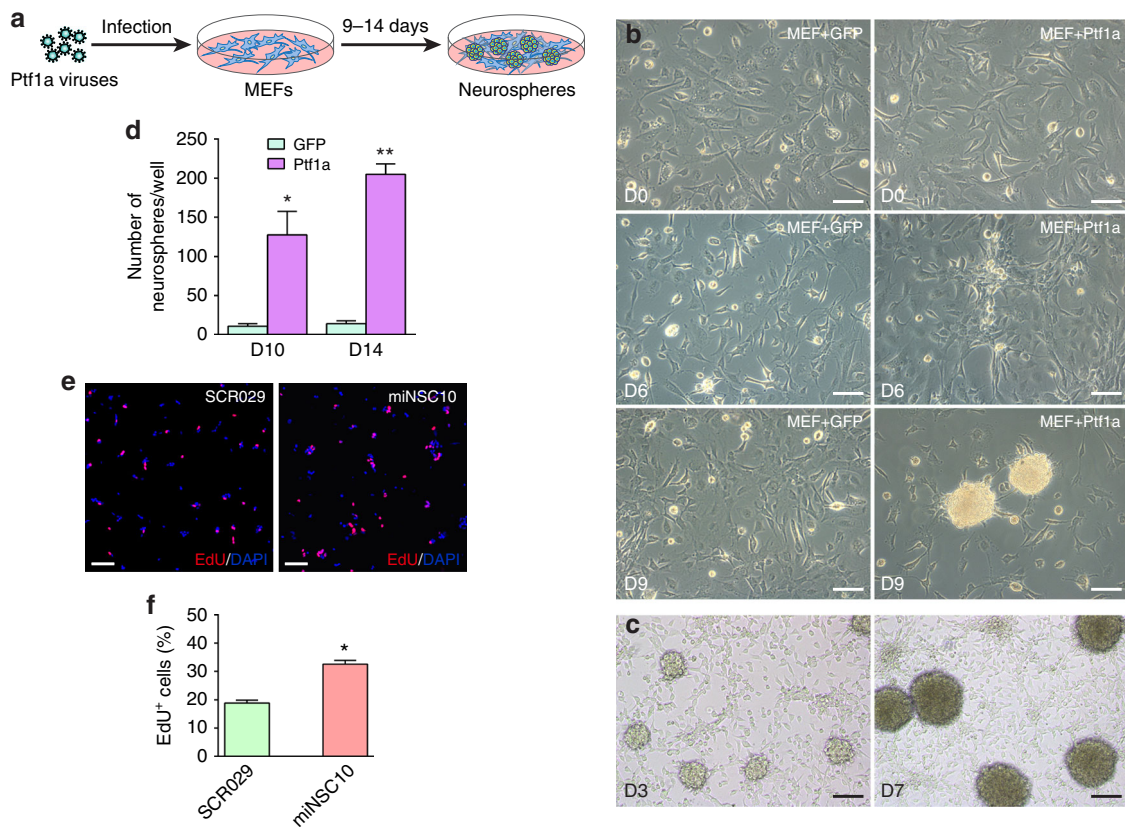 a
Infection
9–14 days
Ptf1a viruses
MEFs
Neurospheres
b
MEF+GFP
MEF+Ptf1a
D0
D0
MEF+GFP
MEF+Ptf1a
D6
D6
MEF+GFP
MEF+Ptf1a
D9
D9
c
D3
D7
d
Number of
neurospheres/well
250
200
150
100
50
0
GFP
Ptf1a
*
**
D10
D14
e
SCR029
miNSC10
EdU/DAPI
EdU/DAPI
f
EdU⁺ cells (%)
50
40
30
20
10
0
*
SCR029
miNSC10